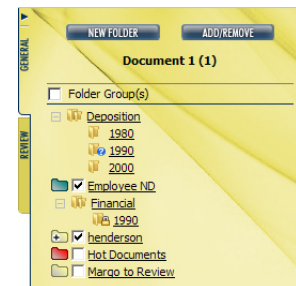 NEW FOLDER ADD/REMOVE
GENERAL
Document 1 (1)
Folder Group(s)
Deposition
1980
REVIEW
1990
2000
Employee ND
Financial
1990
henderson
Hot Documents
Margo to Review